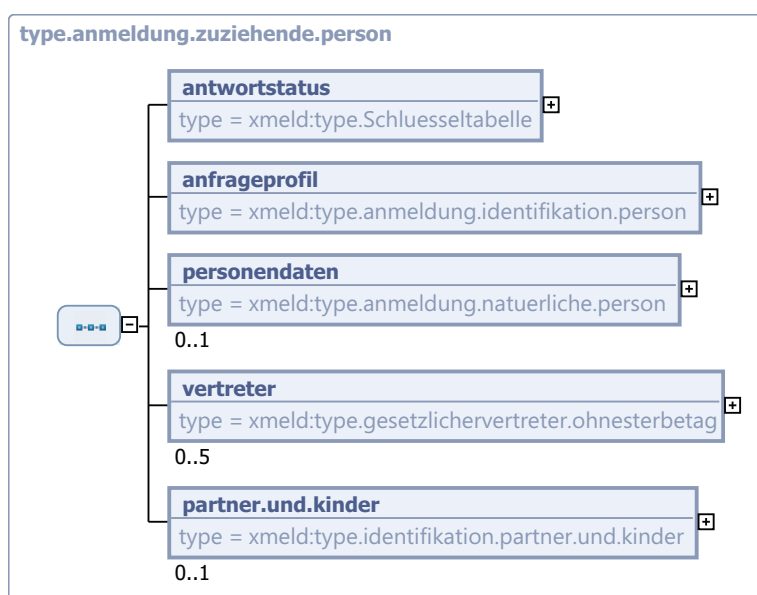 type.anmeldung.zuziehende.person
antwortstatus
type = xmeld:type.Schluesseltabelle
anfrageprofil
type = xmeld:type.anmeldung.identifikation.person
personendaten
type = xmeld:type.anmeldung.natuerliche.person
0..1
vertreter
type = xmeld:type.gesetzlichervertreter.ohnesterbetag
0..5
partner.und.kinder
type = xmeld:type.identifikation.partner.und.kinder
0..1